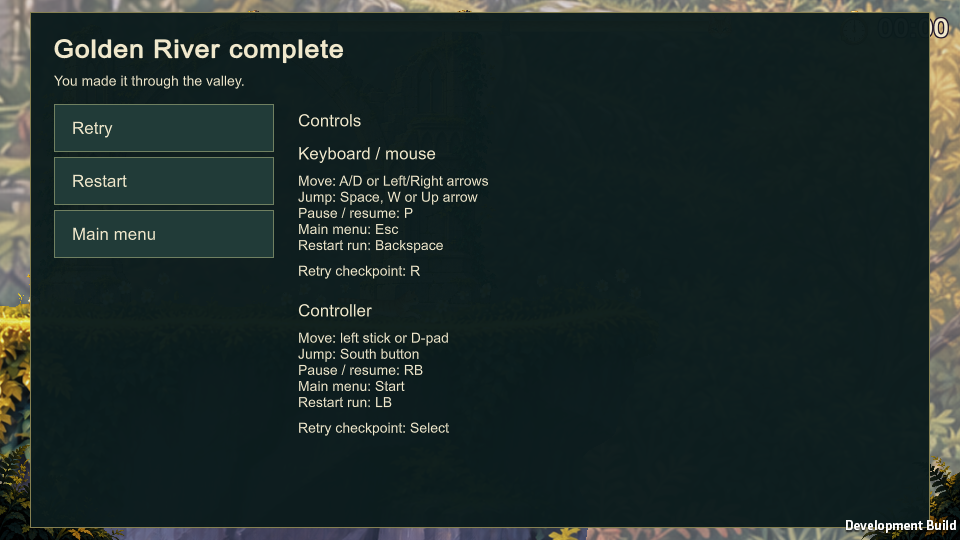 Golden River complete
You made it through the valley.
Retry
Restart
Main menu
Controls
Keyboard / mouse
Move: A/D or Left/Right arrows
Jump: Space, W or Up arrow
Pause / resume: P
Main menu: Esc
Restart run: Backspace
Retry checkpoint: R
Controller
Move: left stick or D-pad
Jump: South button
Pause / resume: RB
Main menu: Start
Restart run: LB
Retry checkpoint: Select
00:00
Development Build